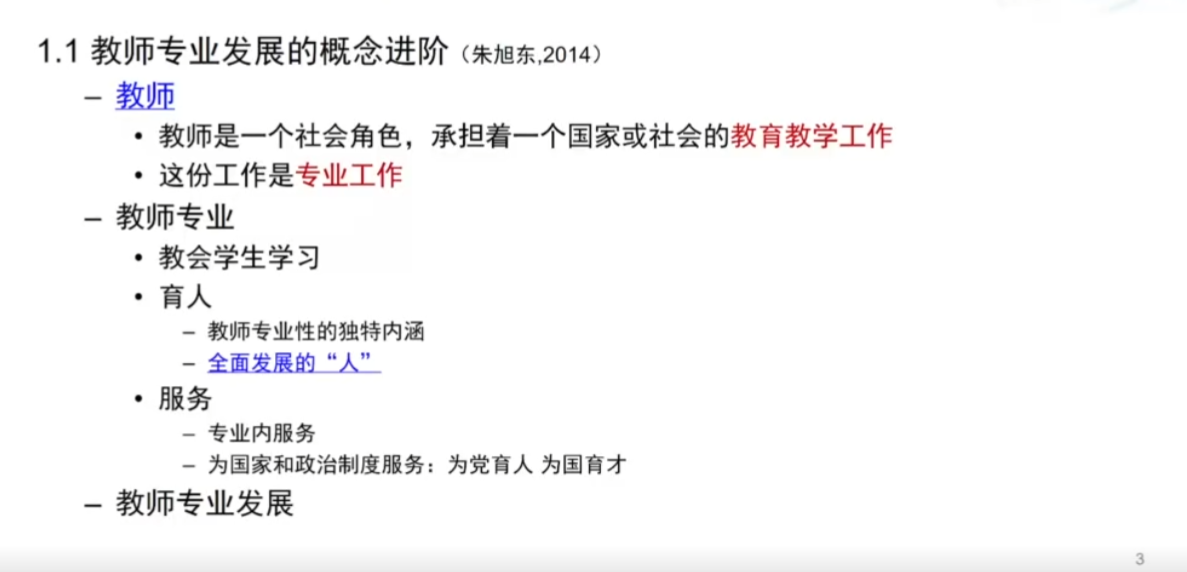 1.1 教师专业发展的概念进阶（朱旭东,2014）
– 教师
• 教师是一个社会角色，承担着一个国家或社会的教育教学工作
• 这份工作是专业工作
– 教师专业
• 教会学生学习
• 育人
– 教师专业性的独特内涵
– 全面发展的“人”
• 服务
– 专业内服务
– 为国家和政治制度服务：为党育人 为国育才
– 教师专业发展
3